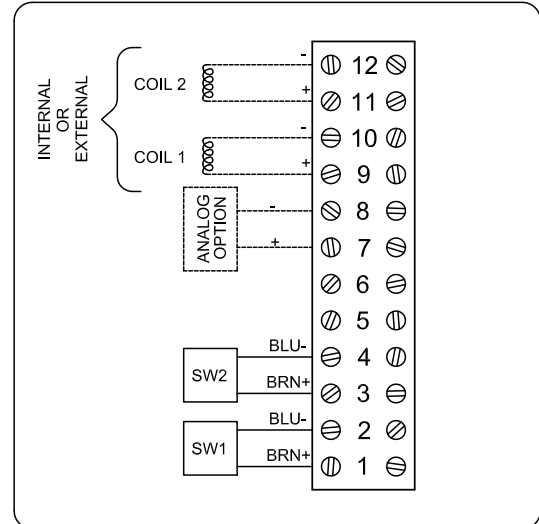 INTERNAL
OR
EXTERNAL
COIL 2
-
+
12
11
COIL 1
-
+
10
9
ANALOG
OPTION
-
+
8
7
6
5
SW2
BLU-
BRN+
4
3
SW1
BLU-
BRN+
2
1